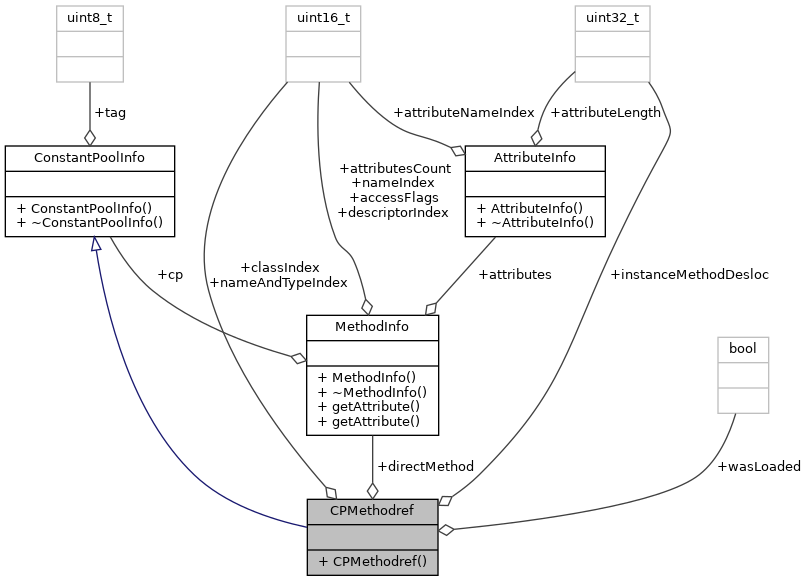 uint8_t
uint16_t
uint32_t
+tag
+attributeNameIndex
+attributeLength
ConstantPoolInfo
+ ConstantPoolInfo()
+ ~ConstantPoolInfo()
+attributesCount
+nameIndex
+accessFlags
+descriptorIndex
AttributeInfo
+ AttributeInfo()
+ ~AttributeInfo()
+cp
+classIndex
+nameAndTypeIndex
+attributes
+instanceMethodDesloc
MethodInfo
+ MethodInfo()
+ ~MethodInfo()
+ getAttribute()
+ getAttribute()
bool
+directMethod
+wasLoaded
CPMethodref
+ CPMethodref()